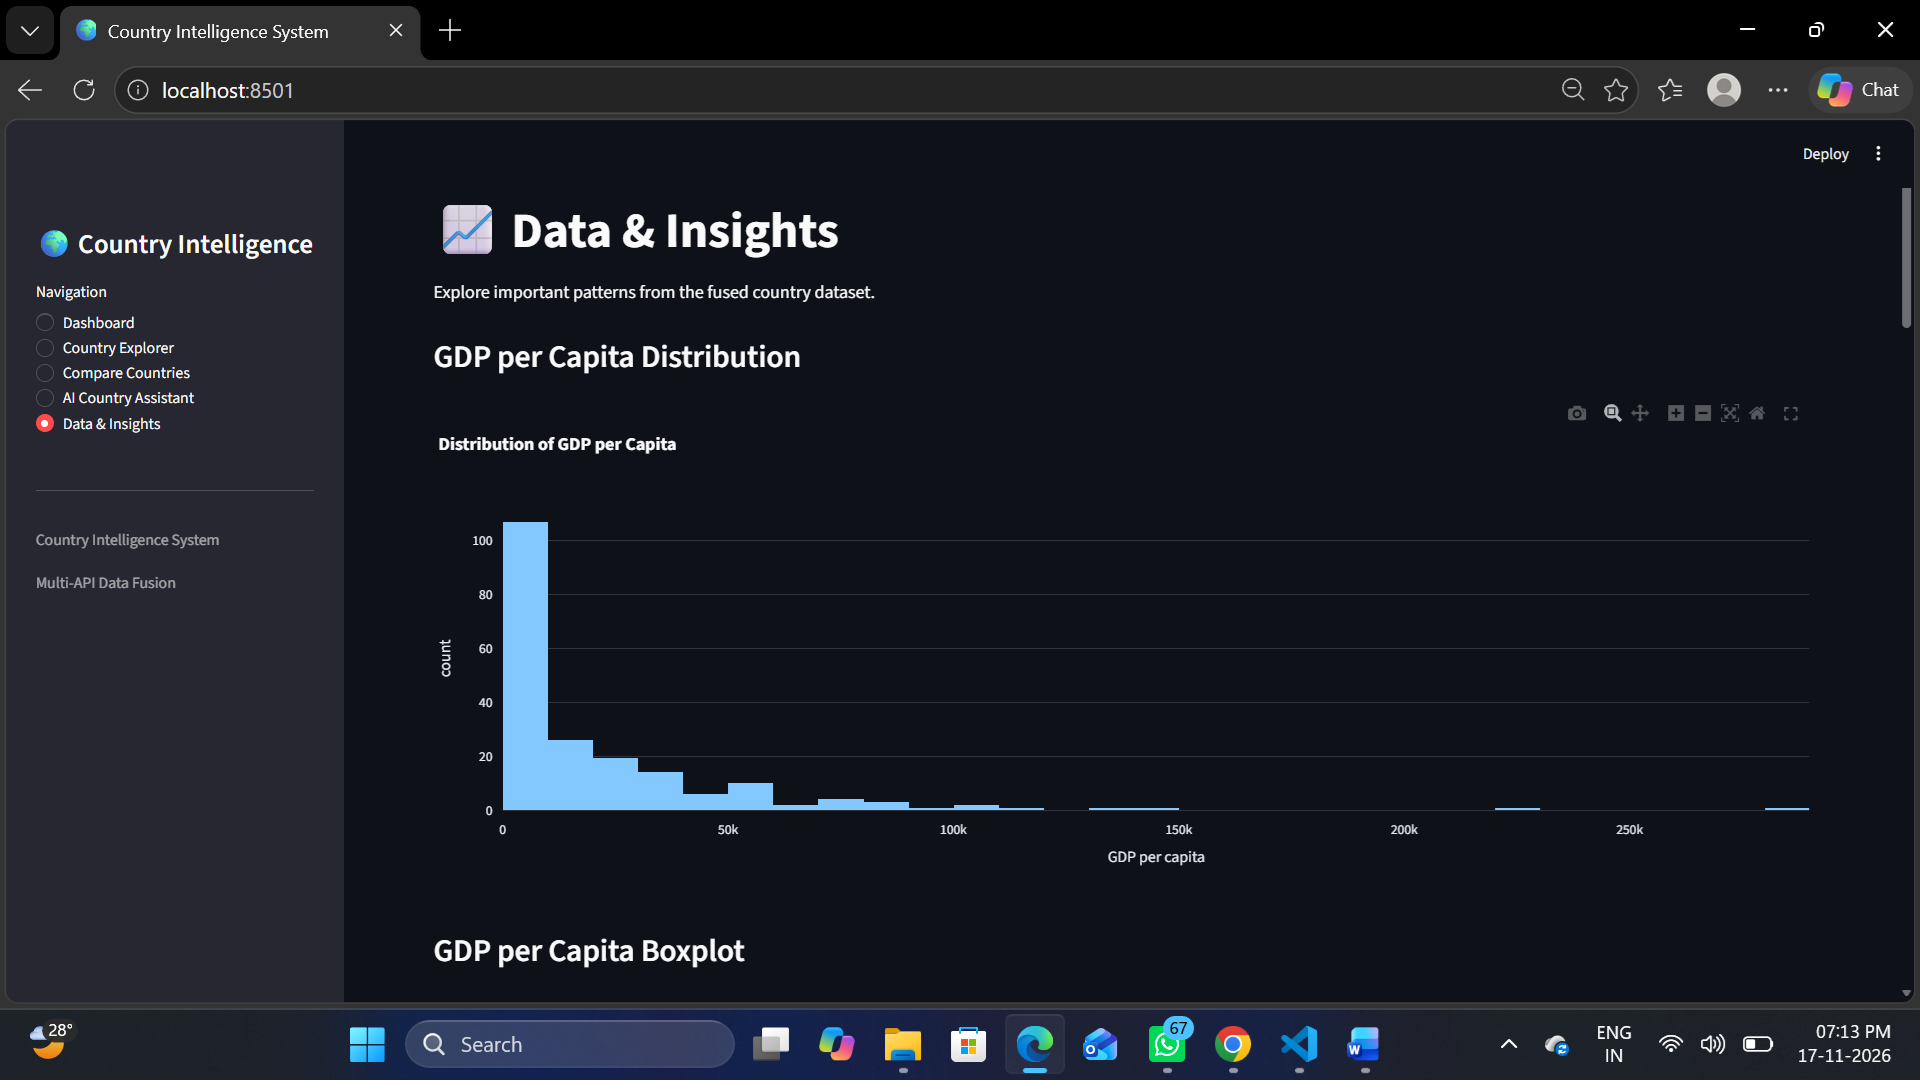 Country Intelligence System
localhost:8501
Chat
Deploy
Country Intelligence
Navigation
Dashboard
Country Explorer
Compare Countries
AI Country Assistant
Data & Insights
Country Intelligence System
Multi-API Data Fusion
Data & Insights
Explore important patterns from the fused country dataset.
GDP per Capita Distribution
Distribution of GDP per Capita
100
80
60
40
20
0
count
0 50k 100k 150k 200k 250k
GDP per capita
GDP per Capita Boxplot
28°
Search
67
ENG
IN
07:13 PM
17-11-2026